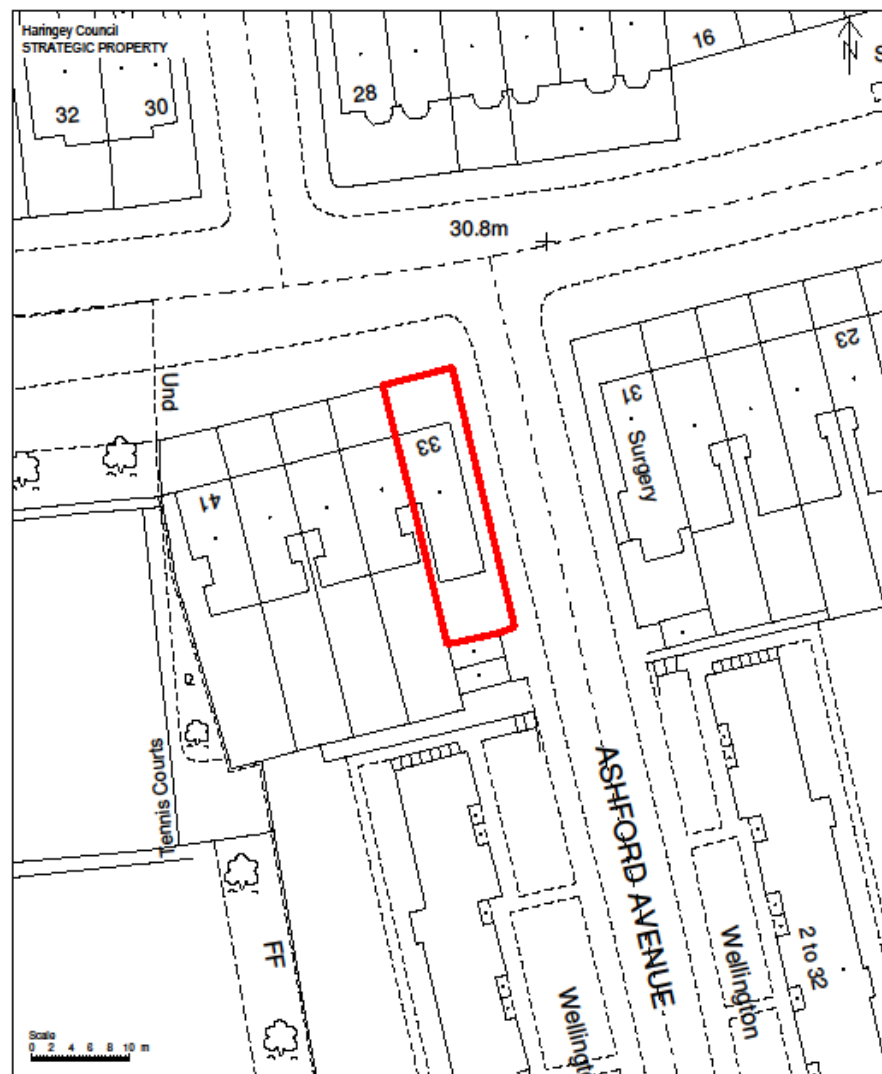 Haringey Council
STRATEGIC PROPERTY
16
N
S
32
30
28
30.8m
Und
33
31
23
41
Surgery
Tennis Courts
ASHFORD AVENUE
FF
Wellington
2 to 32
Wellingt
Scale
0 2 4 6 8 10 m